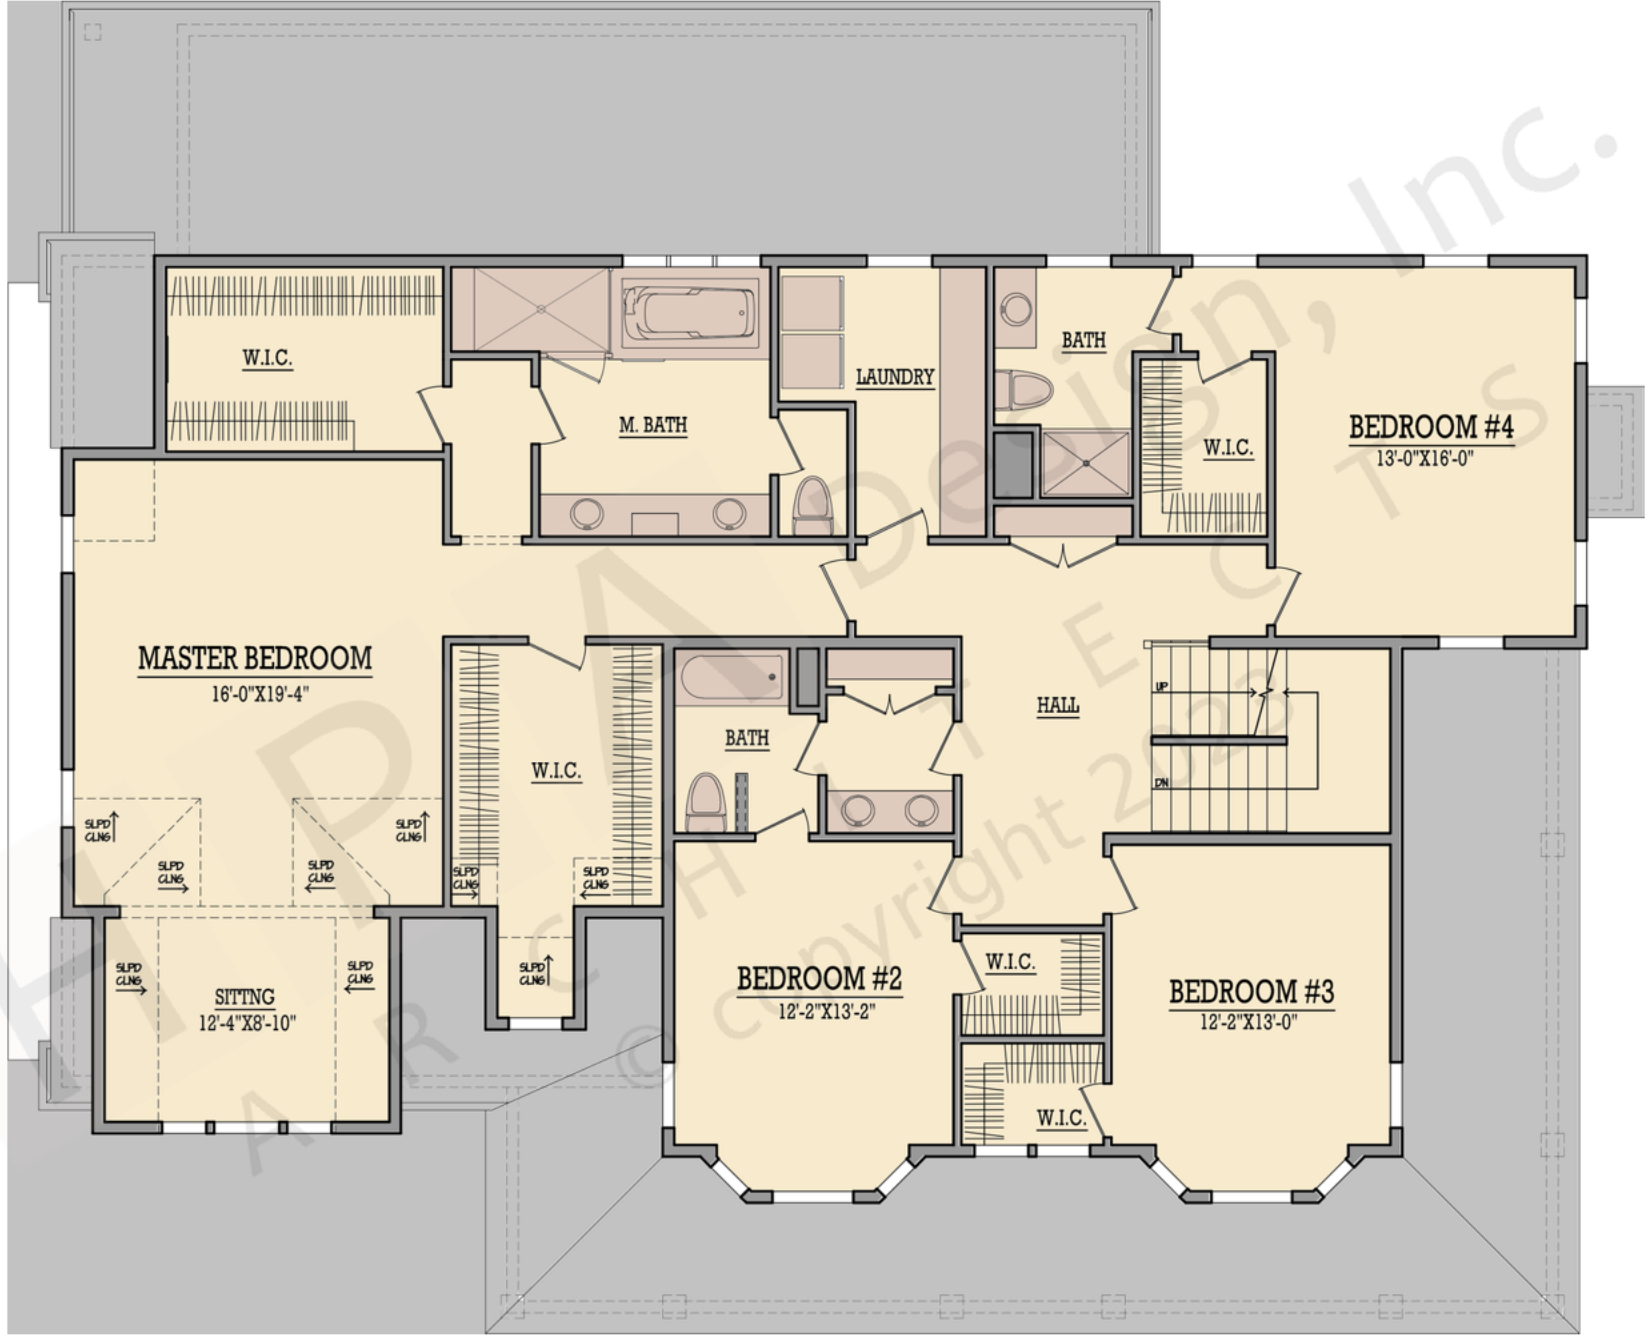 W.I.C.
M. BATH
LAUNDRY
BATH
W.I.C.
BEDROOM #4
13'-0"X16'-0"
MASTER BEDROOM
16'-0"X19'-4"
W.I.C.
BATH
HALL
UP
DN
SLPD
CLNG
SLPD
CLNG
SLPD
CLNG
SLPD
CLNG
SLPD
CLNG
SLPD
CLNG
SLPD
CLNG
SLPD
CLNG
SLPD
CLNG
SITTNG
12'-4"X8'-10"
BEDROOM #2
12'-2"X13'-2"
W.I.C.
W.I.C.
BEDROOM #3
12'-2"X13'-0"
HPA Design, Inc.
ARCHITECTS
© copyright 2023